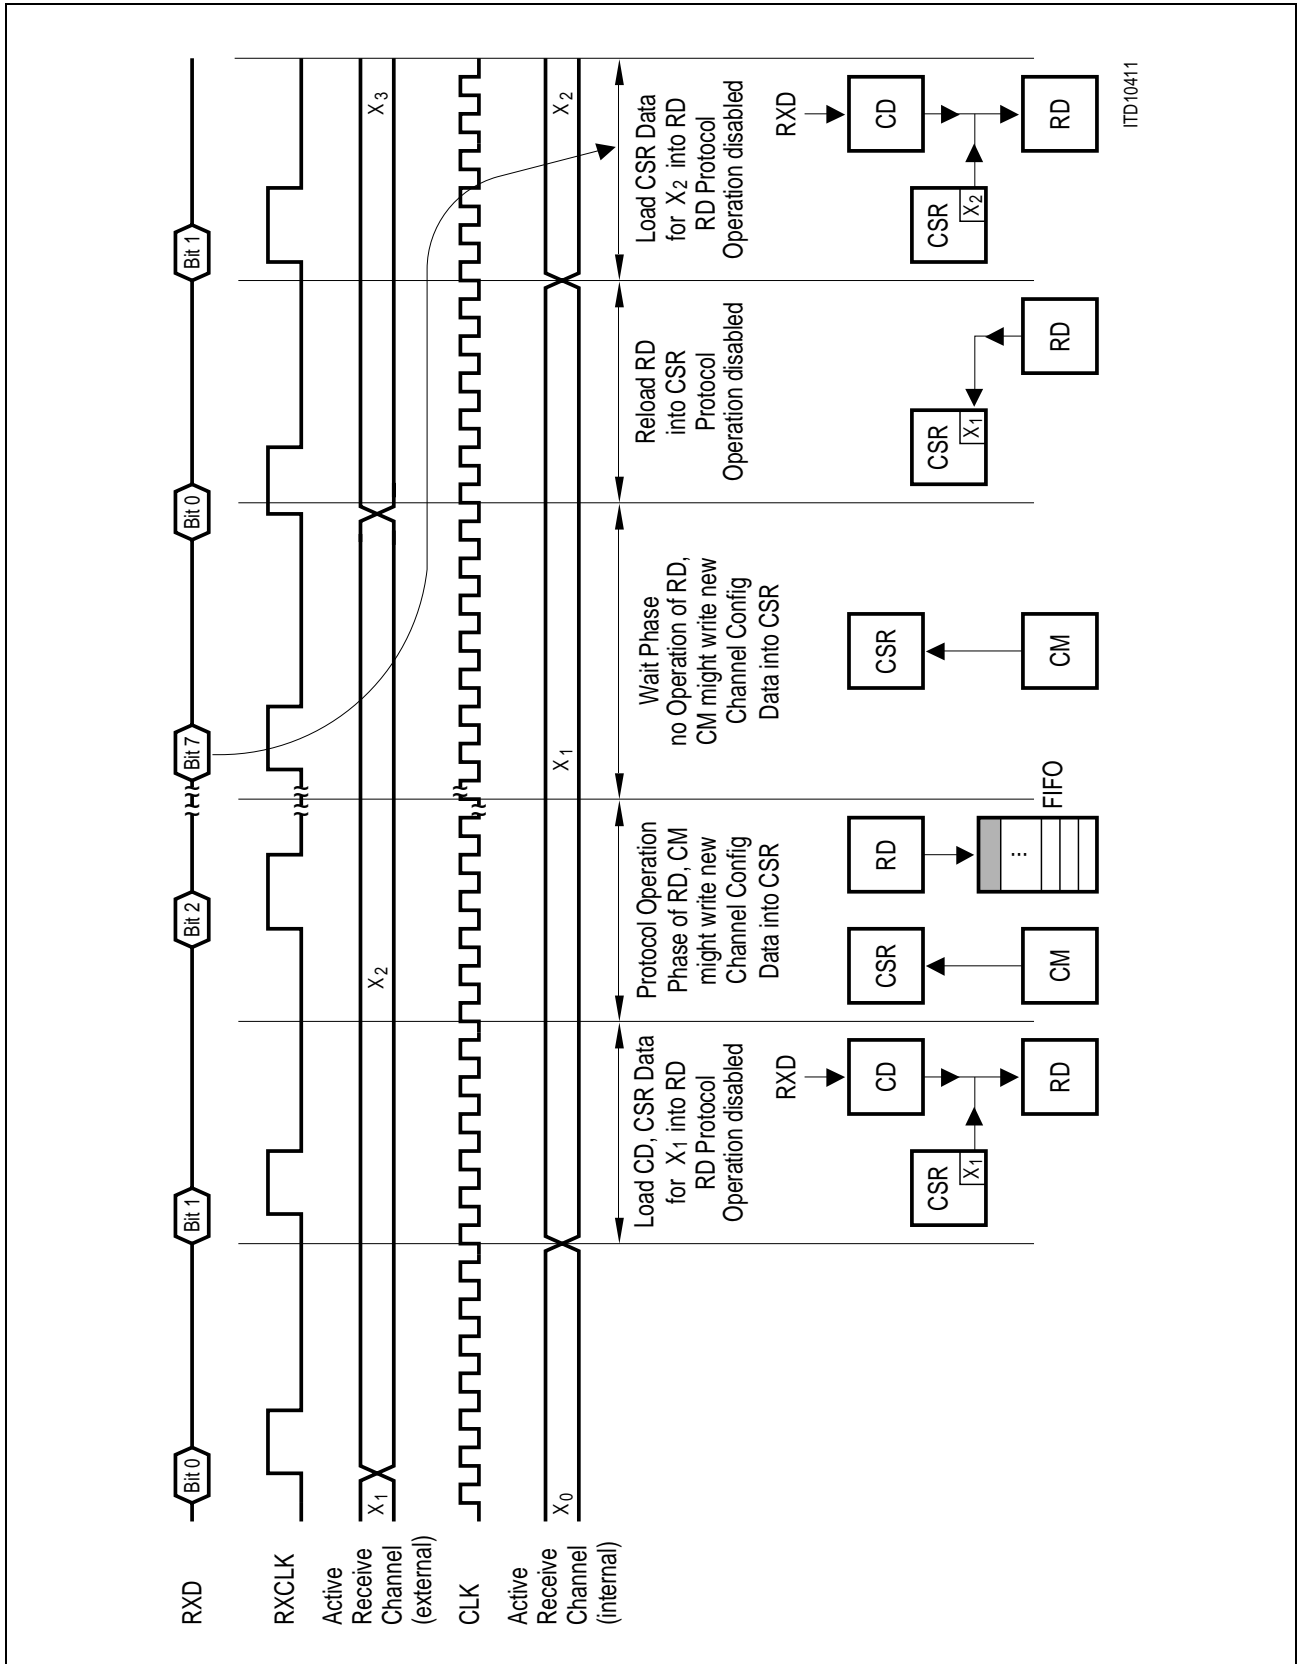 RXD
Bit 0
Bit 1
Bit 2
Bit 7
Bit 0
Bit 1
RXCLK
Active
Receive
Channel
(external)
X1
X2
X3
CLK
Active
Receive
Channel
(internal)
X0
X1
X2
Load CD, CSR Data
for X1 into RD
RD Protocol
Operation disabled
Protocol Operation
Phase of RD, CM
might write new
Channel Config
Data into CSR
Wait Phase
no Operation of RD,
CM might write new
Channel Config
Data into CSR
Reload RD
into CSR
Protocol
Operation disabled
Load CSR Data
for X2 into RD
RD Protocol
Operation disabled
RXD
CD
CSR
X1
RD
CSR
CM
RD
...
FIFO
CSR
CM
CSR
X1
RD
RXD
CD
CSR
X2
RD
ITD10411